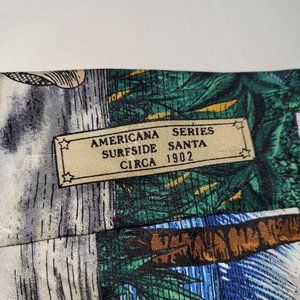 AMERICANA SERIES
SURFSIDE SANTA
CIRCA 1902